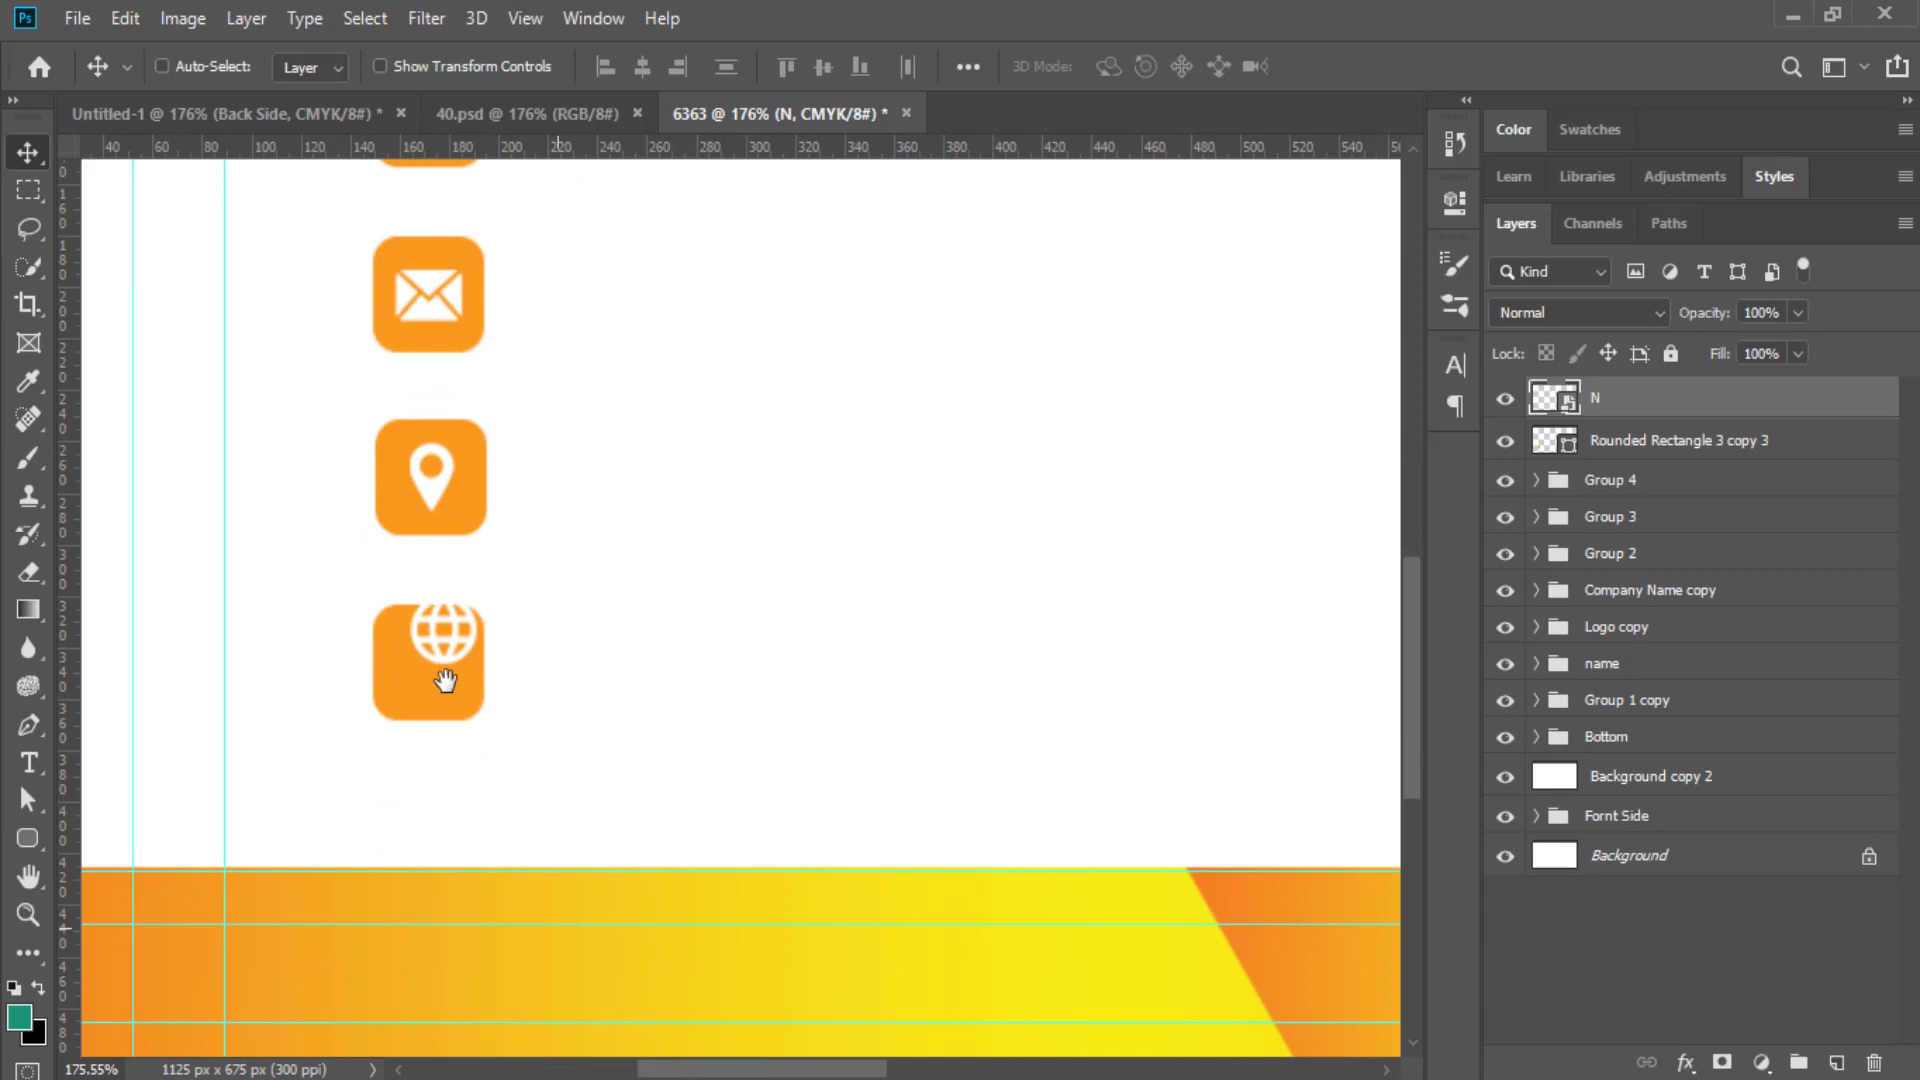 Ps File Edit Image Layer Type Select Filter 3D View Window Help
Auto-Select: Layer Show Transform Controls 3D Mode:
Untitled-1 @ 176% (Back Side, CMYK/8#) * 40.psd @ 176% (RGB/8#) 6363 @ 176% (N, CMYK/8#) *
40 60 80 100 120 140 160 180 200 220 240 260 280 300 320 340 360 380 400 420 440 460 480 500 520 540
Color Swatches
Learn Libraries Adjustments Styles
Layers Channels Paths
Kind
Normal Opacity: 100%
Lock: Fill: 100%
N
Rounded Rectangle 3 copy 3
Group 4
Group 3
Group 2
Company Name copy
Logo copy
name
Group 1 copy
Bottom
Background copy 2
Fornt Side
Background
175.55% 1125 px x 675 px (300 ppi)